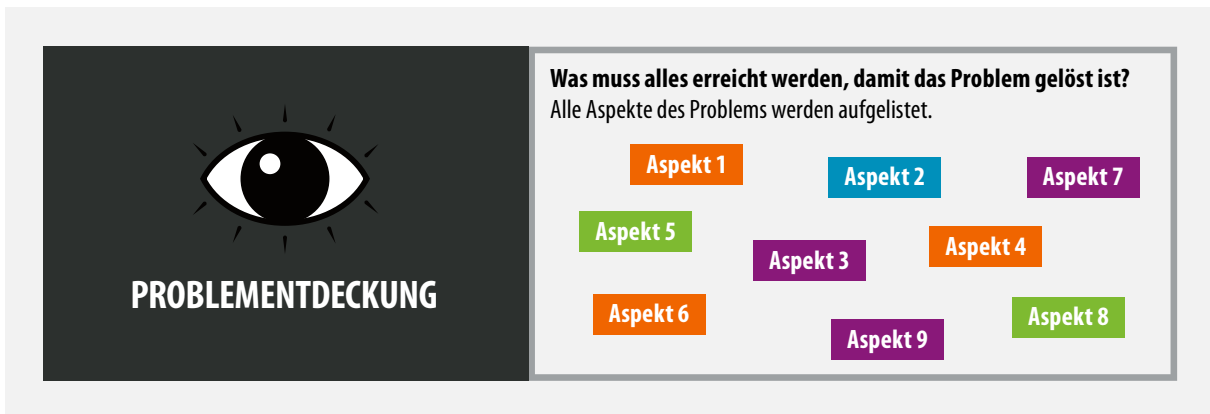 PROBLEMENTDECKUNG
Was muss alles erreicht werden, damit das Problem gelöst ist?
Alle Aspekte des Problems werden aufgelistet.
Aspekt 1
Aspekt 2
Aspekt 7
Aspekt 5
Aspekt 3
Aspekt 4
Aspekt 6
Aspekt 9
Aspekt 8